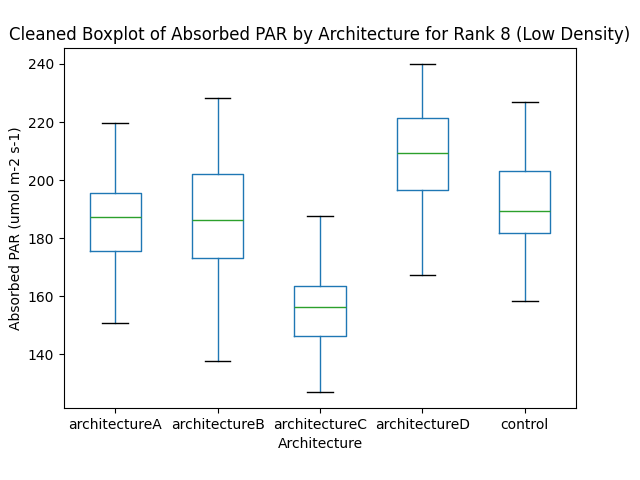 Cleaned Boxplot of Absorbed PAR by Architecture for Rank 8 (Low Density)
240
220
200
180
160
140
Absorbed PAR (umol m-2 s-1)
architectureA architectureB architectureC architectureD control
Architecture